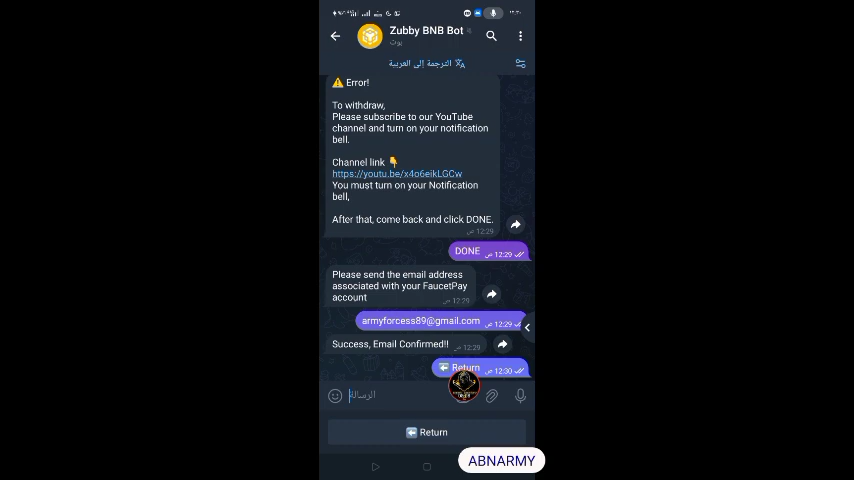 ١٢:٣٠
Zubby BNB Bot
بوت
الترجمة إلى العربية
⚠️ Error!
To withdraw,
Please subscribe to our YouTube
channel and turn on your notification
bell.
Channel link 👇
https://youtu.be/x4o6eikLGCw
You must turn on your Notification
bell,
After that, come back and click DONE.
12:29 ص
DONE 12:29 ص
Please send the email address
associated with your FaucetPay
account
12:29 ص
armyforcess89@gmail.com 12:29 ص
Success, Email Confirmed!! 12:29 ص
⬅️ Return 12:30 ص
الرسالة
⬅️ Return
ABNARMY